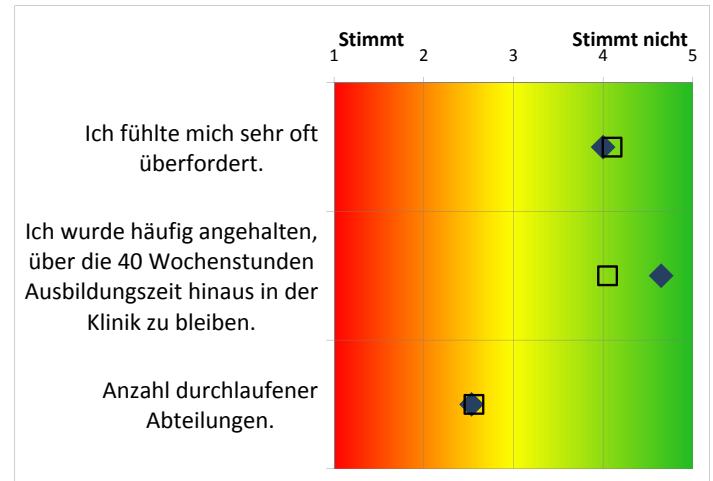 Stimmt Stimmt nicht
1 2 3 4 5
Ich fühlte mich sehr oft
überfordert.
Ich wurde häufig angehalten,
über die 40 Wochenstunden
Ausbildungszeit hinaus in der
Klinik zu bleiben.
Anzahl durchlaufener
Abteilungen.